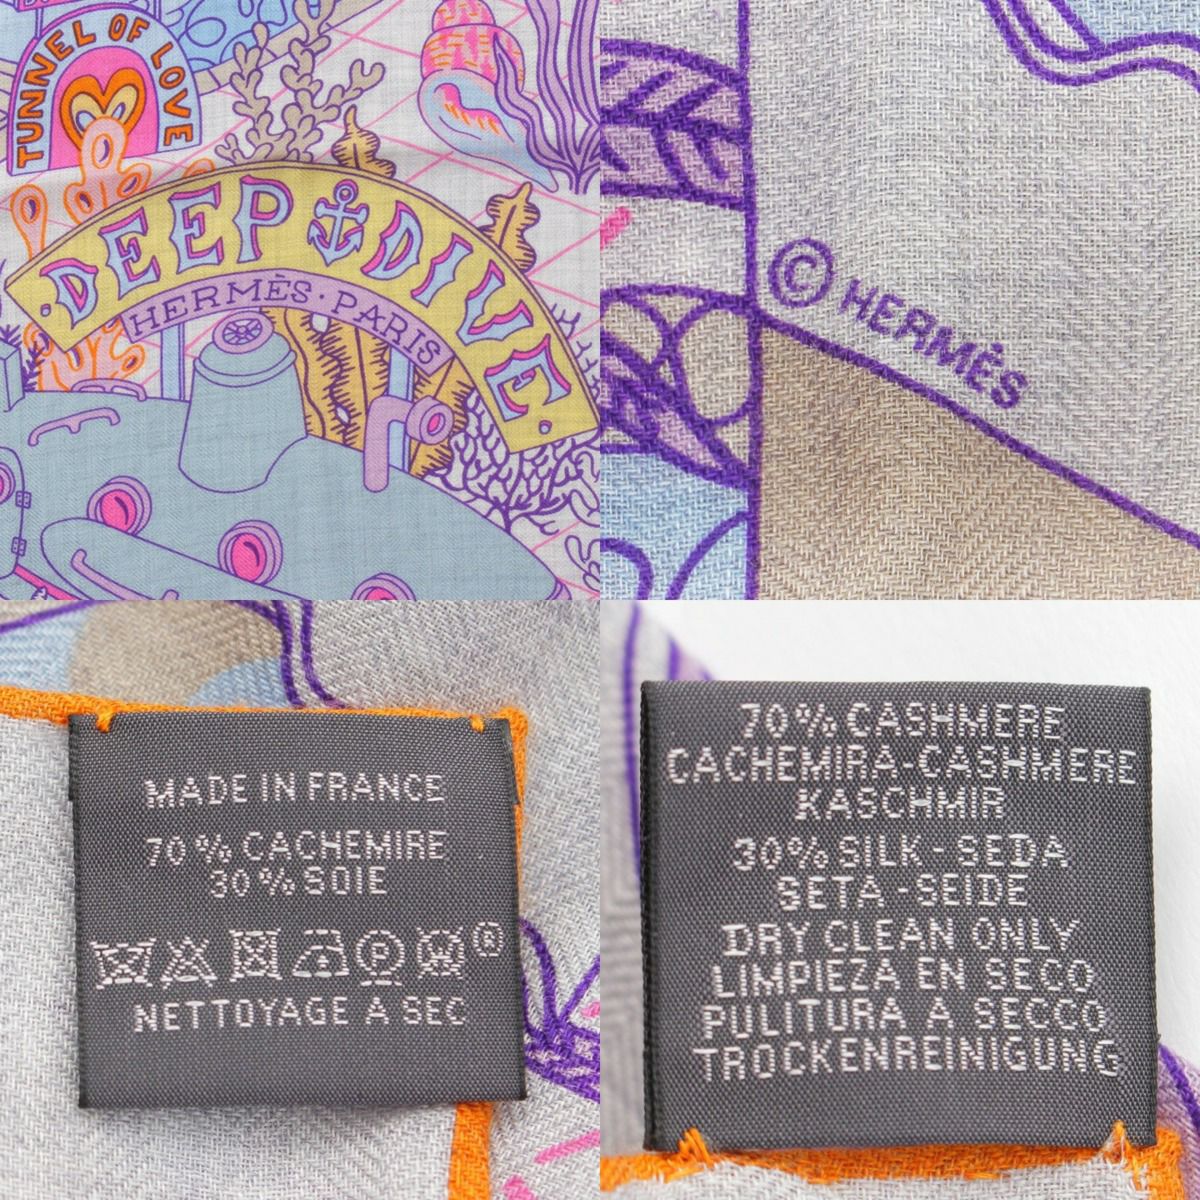 TUNNEL OF LOVE
DEEP DIVE
HERMÈS·PARIS
© HERMÈS
MADE IN FRANCE
70% CACHEMIRE
30% SOIE
®
NETTOYAGE A SEC
70% CASHMERE
CACHEMIRA-CASHMERE
KASCHMIR
30% SILK - SEDA
SETA - SEIDE
DRY CLEAN ONLY
LIMPIEZA EN SECO
PULITURA A SECCO
TROCKENREINIGUNG